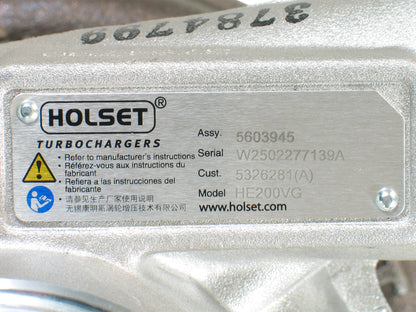 3784799
HOLSET®
TURBOCHARGERS
• Refer to manufacturer's instructions
• Référez-vous aux instructions du
fabricant
• Refiera a las instrucciones del
fabricante
• 请参见生产厂家使用说明
无锡康明斯涡轮增压技术有限公司
Assy. 5603945
Serial W2502277139A
Cust. 5326281(A)
Model HE200VG
www.holset.com